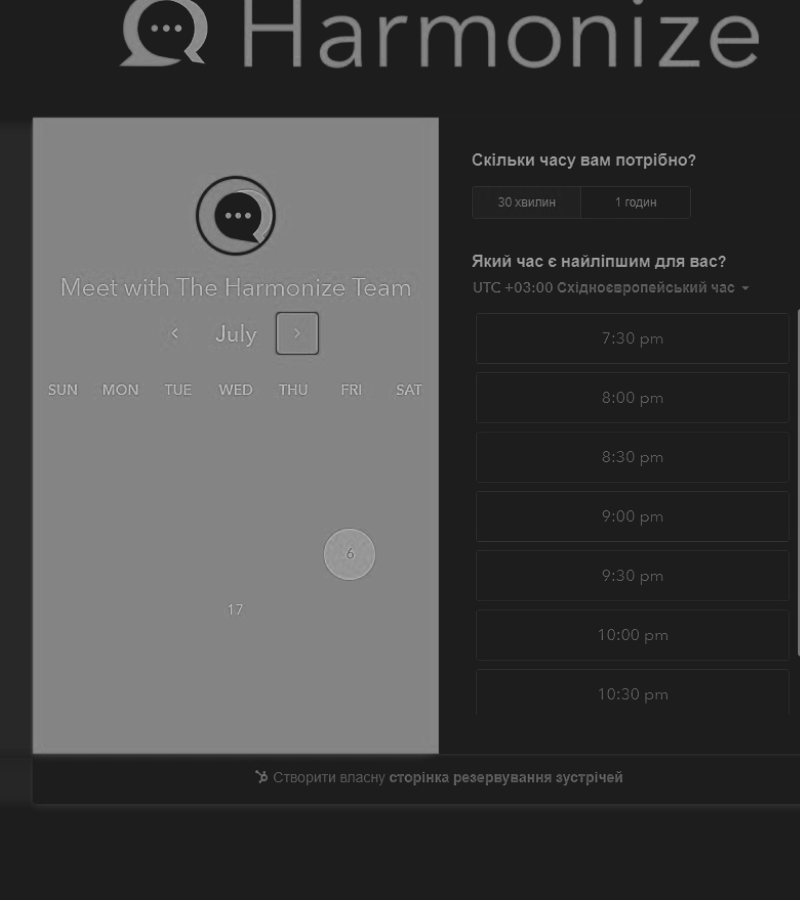 Harmonize
Meet with The Harmonize Team
July
SUN MON TUE WED THU FRI SAT
6
17
Скільки часу вам потрібно?
30 хвилин 1 годин
Який час є найліпшим для вас?
UTC +03:00 Східноєвропейський час
7:30 pm
8:00 pm
8:30 pm
9:00 pm
9:30 pm
10:00 pm
10:30 pm
Створити власну сторінка резервування зустрічей